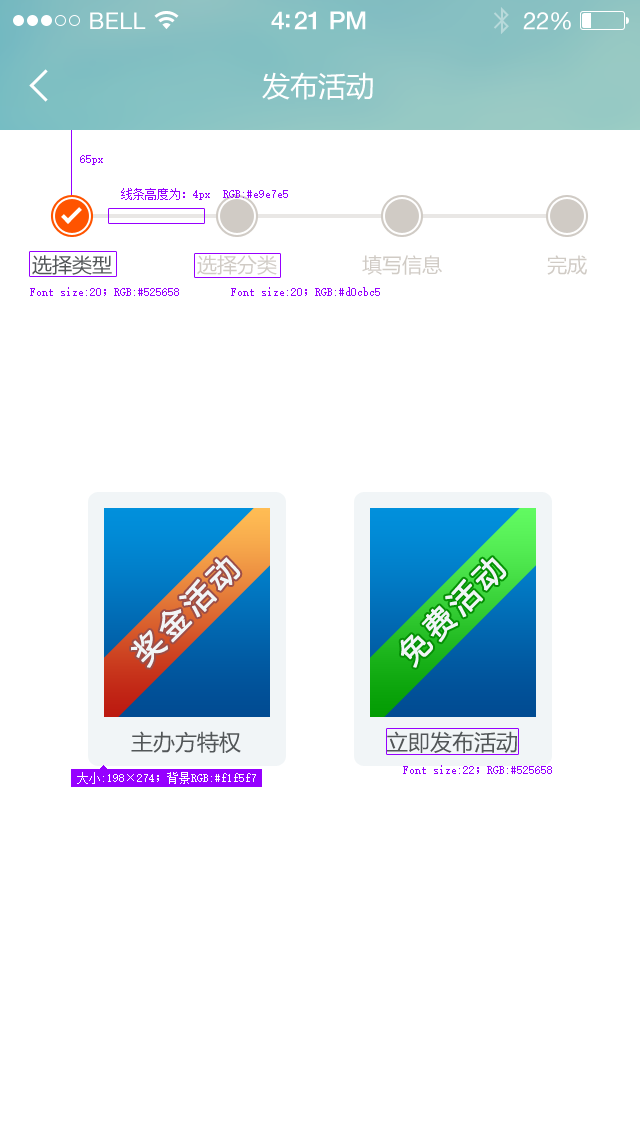 BELL 4:21 PM 22%
发布活动
65px
线条高度为：4px RGB:#e9e7e5
选择类型 选择分类 填写信息 完成
Font size:20; RGB:#525658 Font size:20; RGB:#d0cbc5
奖金活动 免费活动
主办方特权 立即发布活动
Font size:22; RGB:#525658
大小:198×274; 背景RGB:#f1f5f7